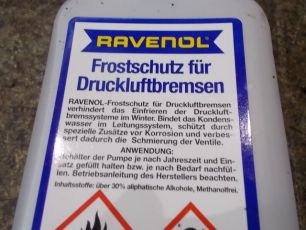 RAVENOL®
Frostschutz für
Druckluftbremsen
RAVENOL-Frostschutz für Druckluftbremsen
verhindert das Einfrieren der Druckluft-
bremssysteme im Winter. Bindet das Kondens-
wasser im Leitungssystem, schützt durch
spezielle Zusätze vor Korrosion und verbes-
sert dadurch die Schmierung der Ventile.
ANWENDUNG:
Behälter der Pumpe je nach Jahreszeit und Ein-
satz gefüllt halten bzw. je nach Bedarf nachfül-
len. Betriebsanleitung des Herstellers beachten.
Inhaltsstoffe: über 30% aliphatische Alkohole, Methanolfrei.